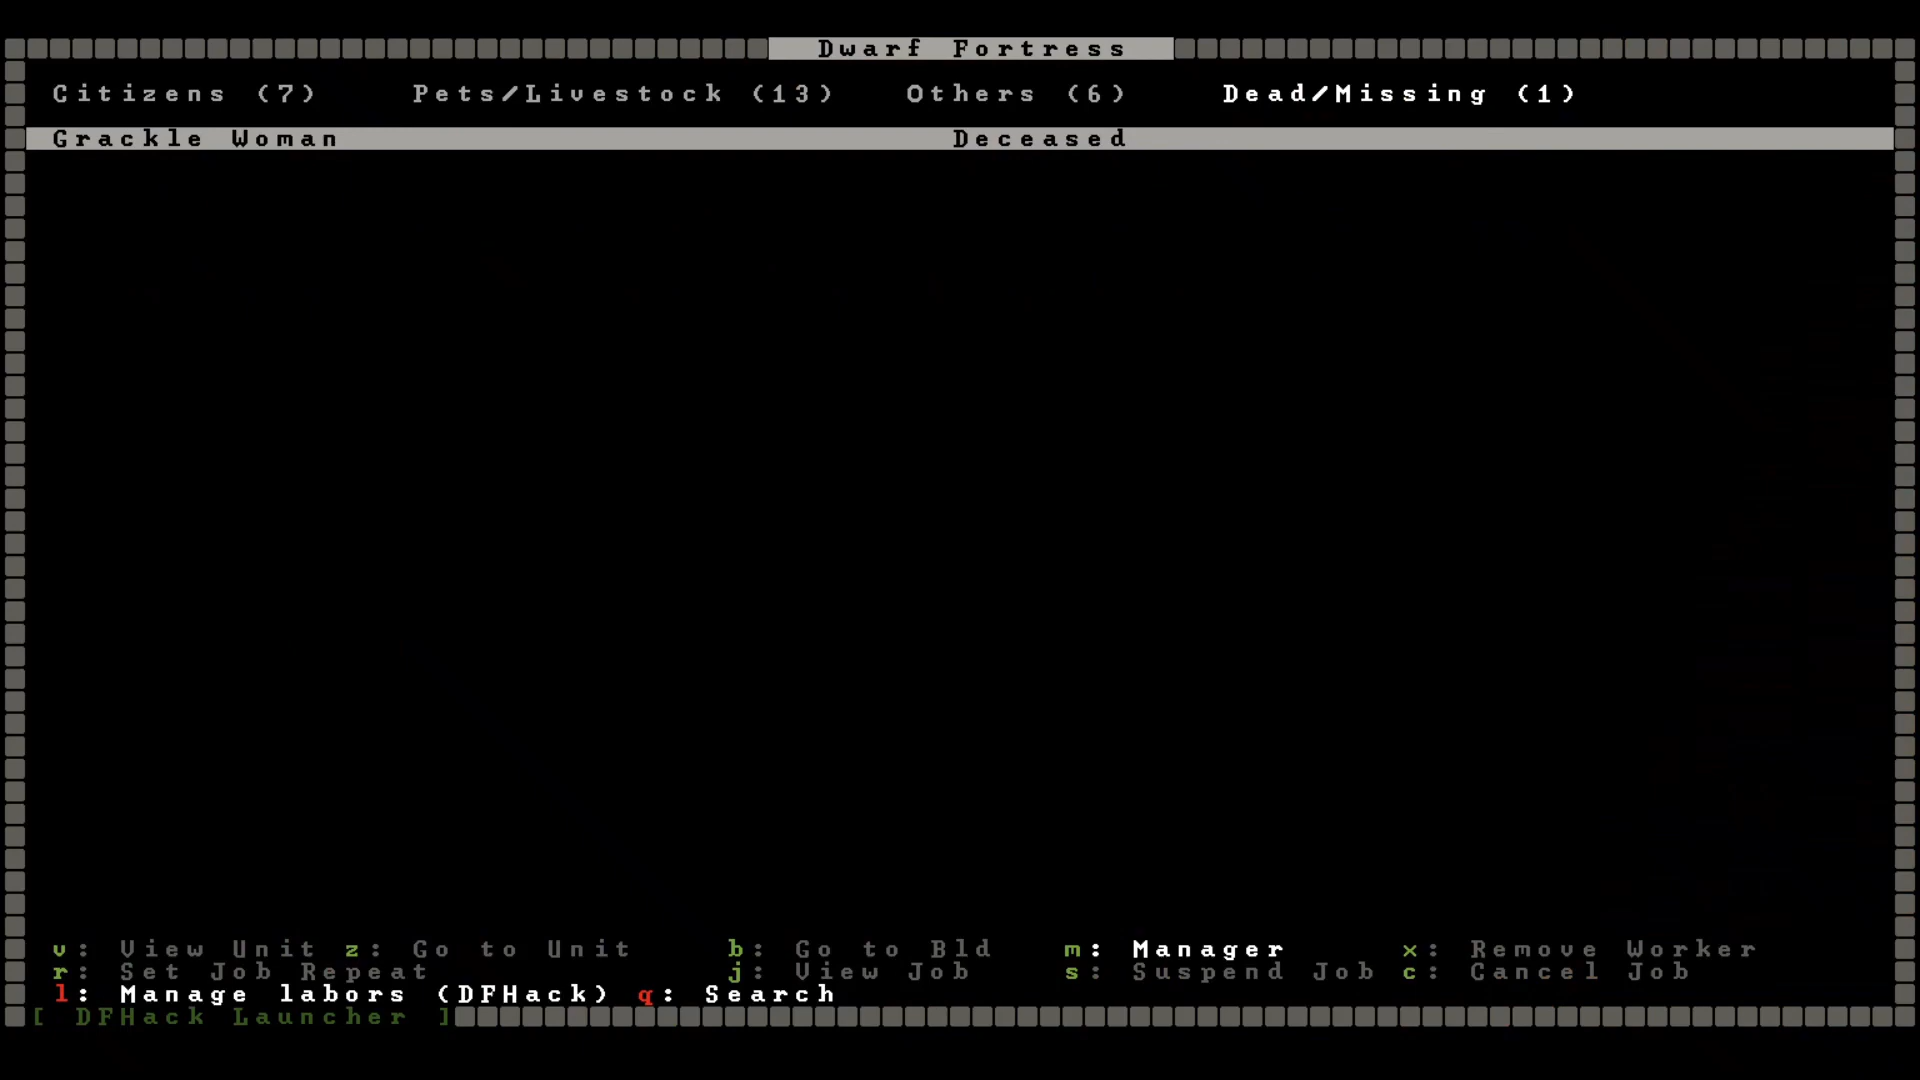 Dwarf Fortress
Citizens (7) Pets/Livestock (13) Others (6) Dead/Missing (1)
Grackle Woman Deceased
v: View Unit z: Go to Unit b: Go to Bld m: Manager x: Remove Worker
r: Set Job Repeat j: View Job s: Suspend Job c: Cancel Job
l: Manage labors (DFHack) q: Search
[ DFHack Launcher ]